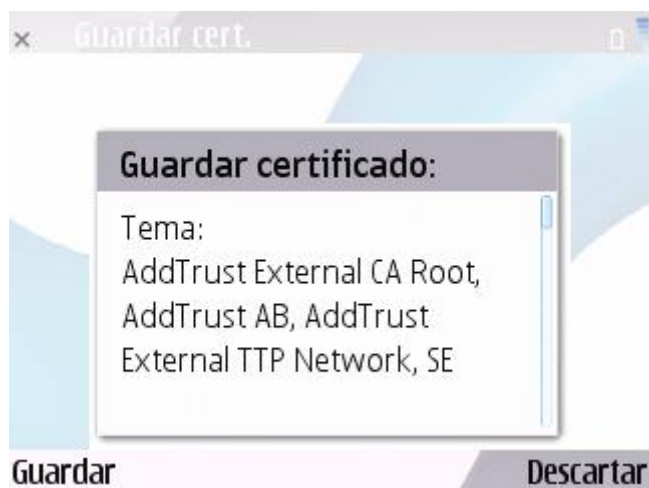 Guardar cert.
Guardar certificado:
Tema:
AddTrust External CA Root,
AddTrust AB, AddTrust
External TTP Network, SE
Guardar
Descartar